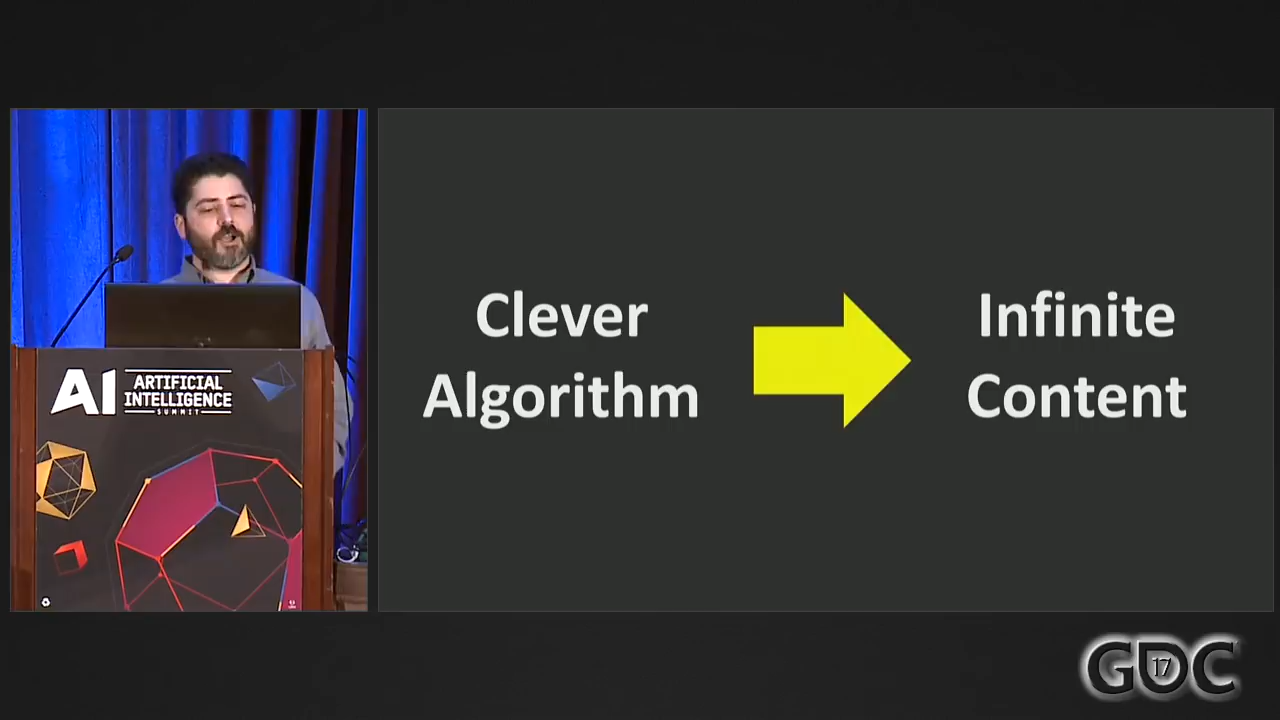 AI ARTIFICIAL
INTELLIGENCE
SUMMIT
Clever
Algorithm
Infinite
Content
GDC
17